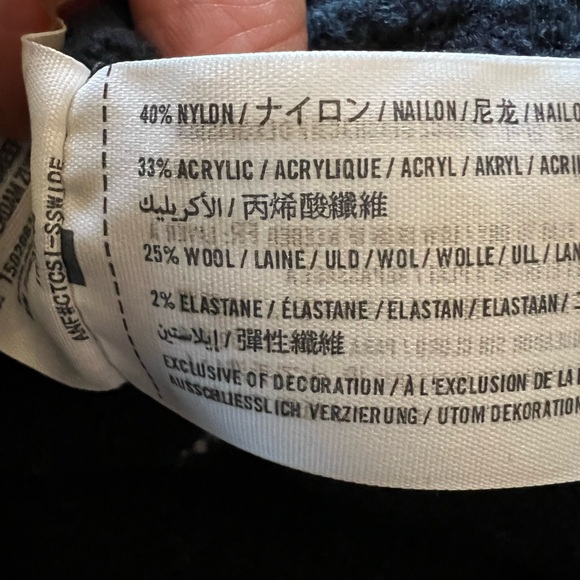 40% NYLON / ナイロン / NAILON / 尼龙 / NAILO
33% ACRYLIC / ACRYLIQUE / ACRYL / AKRYL / ACRI
الأكريليك / 丙烯酸纖維
25% WOOL / LAINE / ULD / WOL / WOLLE / ULL / LAN
2% ELASTANE / ÉLASTANE / ELASTAN / ELASTAAN /
إيلاستين / 彈性纖維
EXCLUSIVE OF DECORATION / À L'EXCLUSION DE LA
AUSSCHLIESSLICH VERZIERUNG / UTOM DEKORATION
ANF#CTCSI-SSWIDE